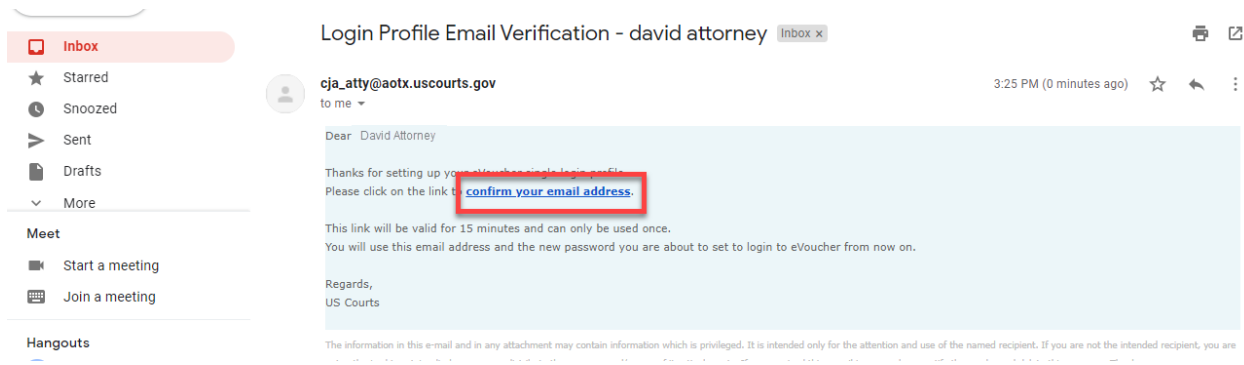 Login Profile Email Verification - david attorney Inbox x
Inbox
Starred
Snoozed
Sent
Drafts
More
Meet
Start a meeting
Join a meeting
Hangouts
cja_atty@aotx.uscourts.gov 3:25 PM (0 minutes ago)
to me
Dear David Attorney
Thanks for setting up your eVoucher single login profile.
Please click on the link to confirm your email address.
This link will be valid for 15 minutes and can only be used once.
You will use this email address and the new password you are about to set to login to eVoucher from now on.
Regards,
US Courts
The information in this e-mail and in any attachment may contain information which is privileged. It is intended only for the attention and use of the named recipient. If you are not the intended recipient, you are